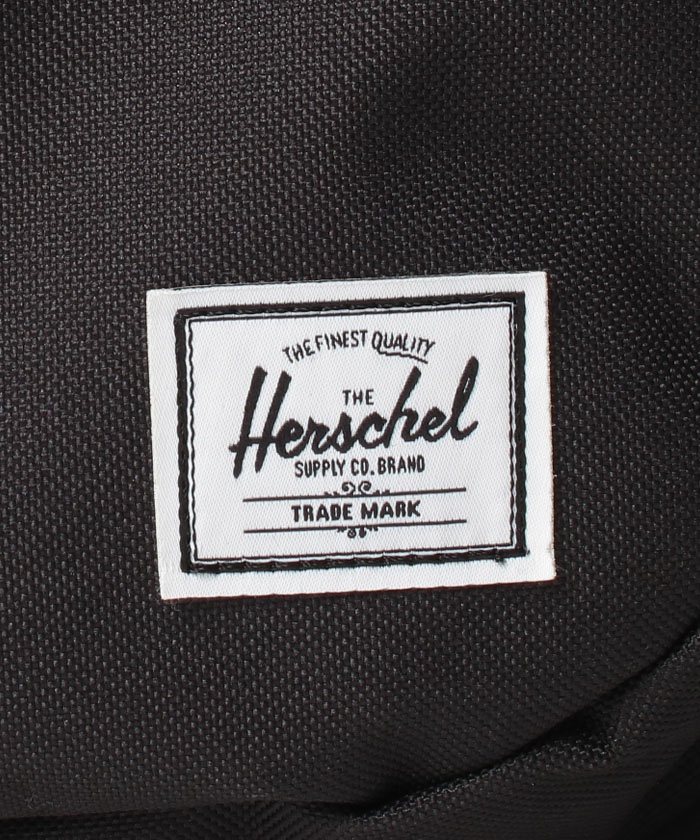 THE FINEST QUALITY
THE
Herschel
SUPPLY CO. BRAND
TRADE MARK